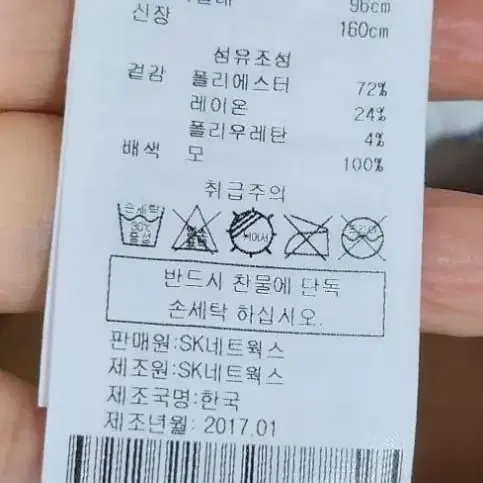 96cm
신장 160cm
섬유조성
겉감 폴리에스터 72%
레이온 24%
폴리우레탄 4%
배색 모 100%
취급주의
손세탁 30℃ 중성
뉘어서
드라이
반드시 찬물에 단독
손세탁 하십시오.
판매원:SK네트웍스
제조원:SK네트웍스
제조국명:한국
제조년월: 2017.01